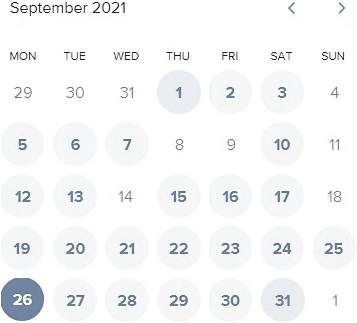 September 2021
MON TUE WED THU FRI SAT SUN
29 30 31 1 2 3 4
5 6 7 8 9 10 11
12 13 14 15 16 17 18
19 20 21 22 23 24 25
26 27 28 29 30 31 1